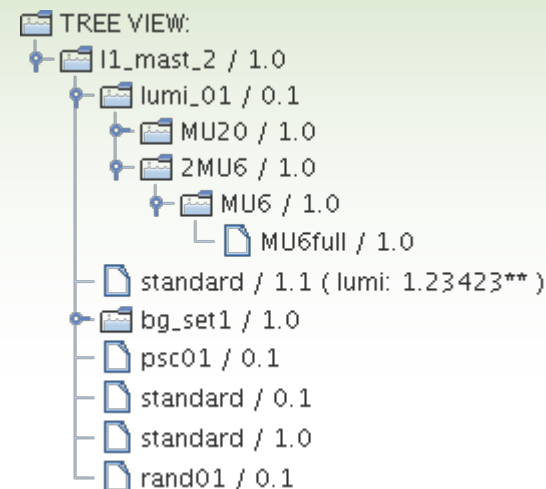 TREE VIEW:
l1_mast_2 / 1.0
lumi_01 / 0.1
MU20 / 1.0
2MU6 / 1.0
MU6 / 1.0
MU6full / 1.0
standard / 1.1 ( lumi: 1.23423** )
bg_set1 / 1.0
psc01 / 0.1
standard / 0.1
standard / 1.0
rand01 / 0.1